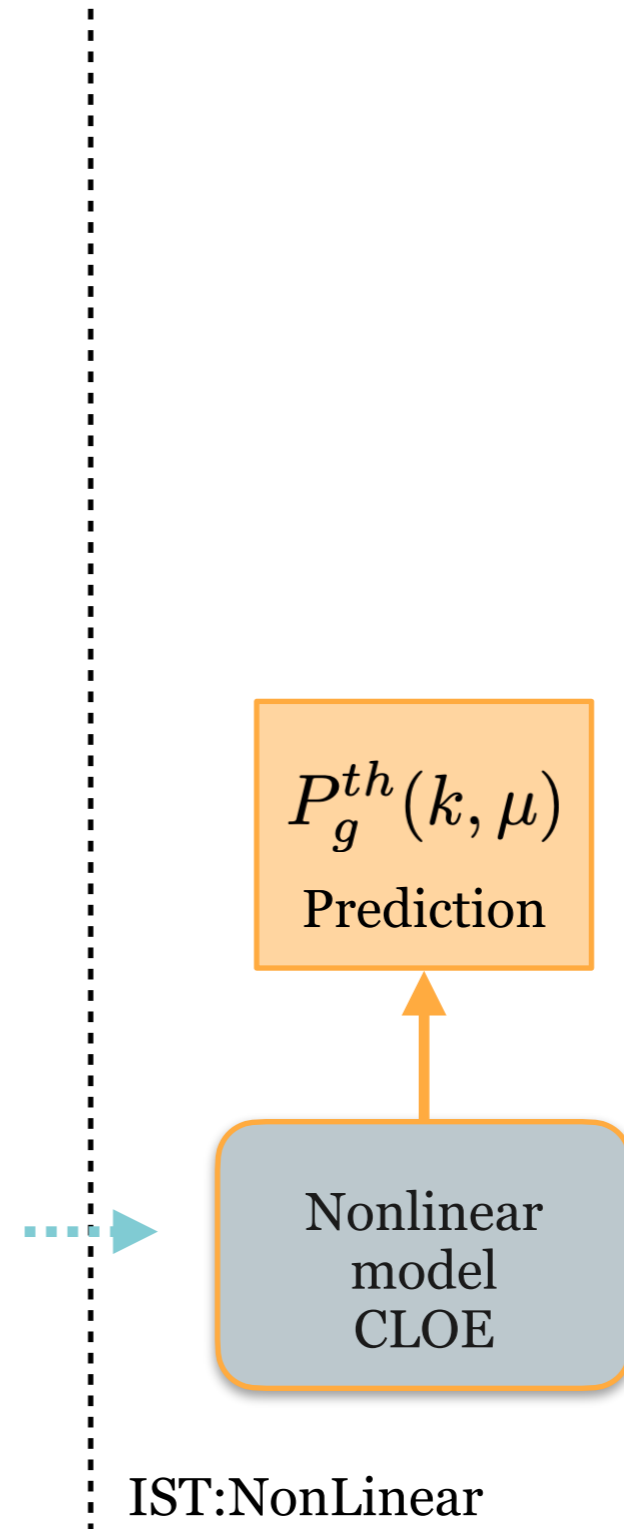 P_g^{th}(k, μ)
Prediction
Nonlinear
model
CLOE
IST:NonLinear